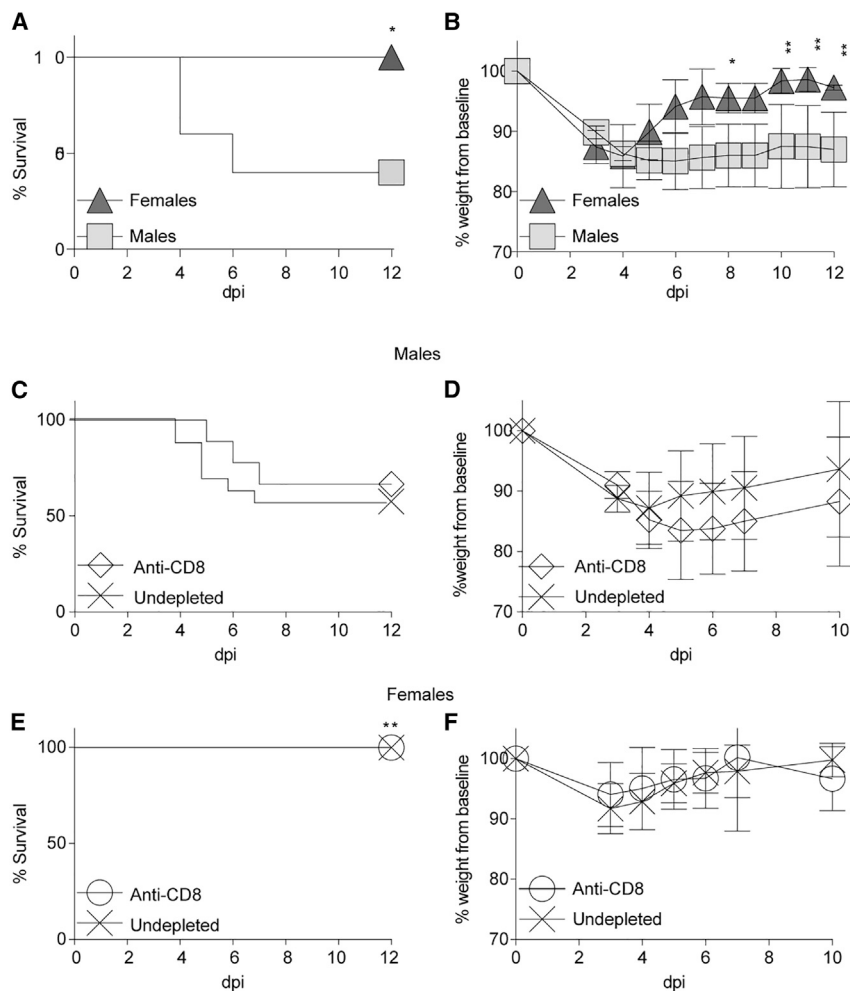 A
*
1 0
6
0
% Survival
Females
Males
0 2 4 6 8 10 12
dpi
B
* ** ** **
100
90
80
70
% weight from baseline
Females
Males
0 2 4 6 8 10 12
dpi
Males
C
100
50
0
% Survival
Anti-CD8
Undepleted
0 2 4 6 8 10 12
dpi
D
100
90
80
70
%weight from baseline
Anti-CD8
Undepleted
0 2 4 6 8 10
dpi
Females
E
**
100
50
0
% Survival
Anti-CD8
Undepleted
0 2 4 6 8 10 12
dpi
F
100
90
80
70
% weight from baseline
Anti-CD8
Undepleted
0 2 4 6 8 10
dpi